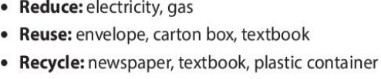 • Reduce: electricity, gas
• Reuse: envelope, carton box, textbook
• Recycle: newspaper, textbook, plastic container